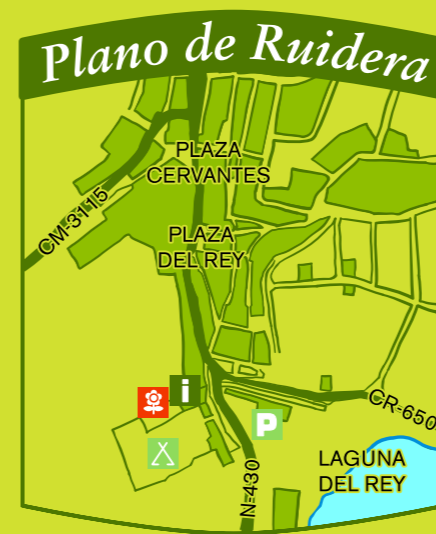 Plano de Ruidera
PLAZA
CERVANTES
CM-3115
PLAZA
DEL REY
i
P
CR-650
LAGUNA
DEL REY
N-430